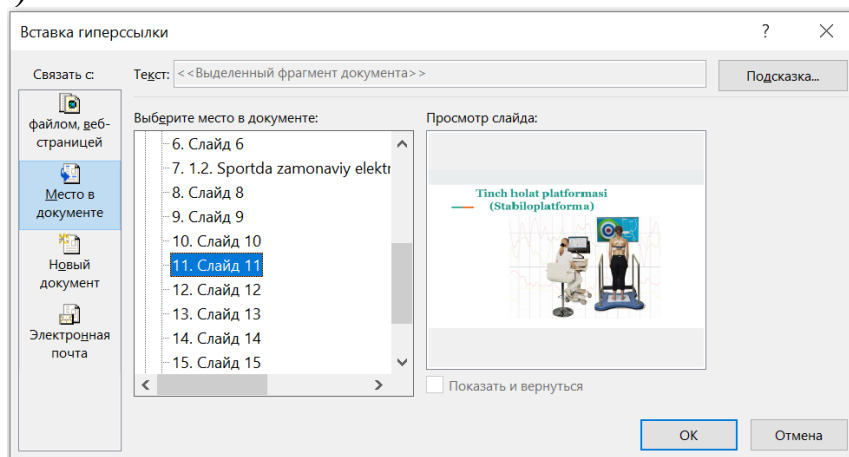 )
Вставка гиперссылки
?
Связать с:
Текст: <<Выделенный фрагмент документа>>
Подсказка...
файлом, веб-
страницей
Место в
документе
Новый
документ
Электронная
почта
Выберите место в документе:
6. Слайд 6
7. 1.2. Sportda zamonaviy elektr
8. Слайд 8
9. Слайд 9
10. Слайд 10
11. Слайд 11
12. Слайд 12
13. Слайд 13
14. Слайд 14
15. Слайд 15
Просмотр слайда:
Tinch holat platformasi
(Stabiloplatforma)
Показать и вернуться
ОК
Отмена